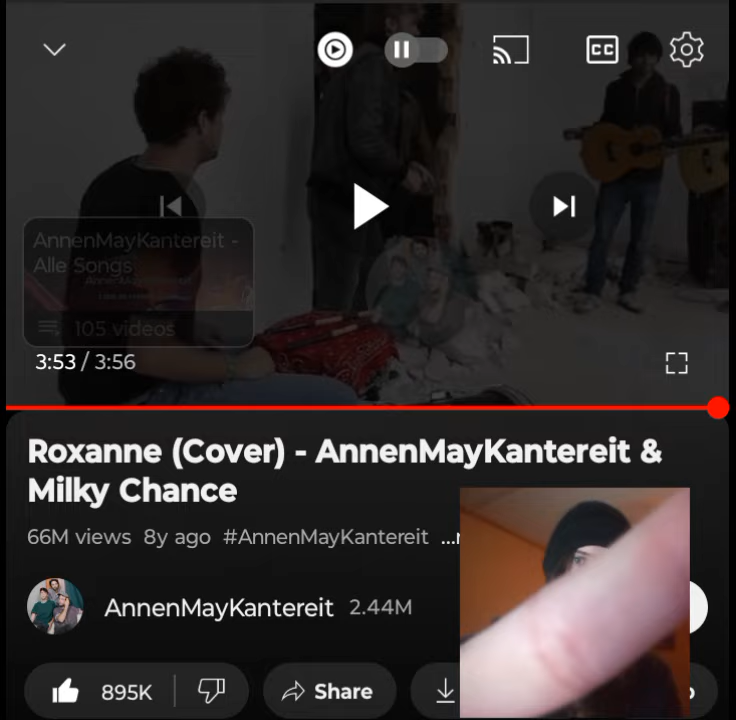 CC
AnnenMayKantereit -
Alle Songs
105 videos
3:53 / 3:56
Roxanne (Cover) - AnnenMayKantereit &
Milky Chance
66M views 8y ago #AnnenMayKantereit ...
AnnenMayKantereit 2.44M
895K Share